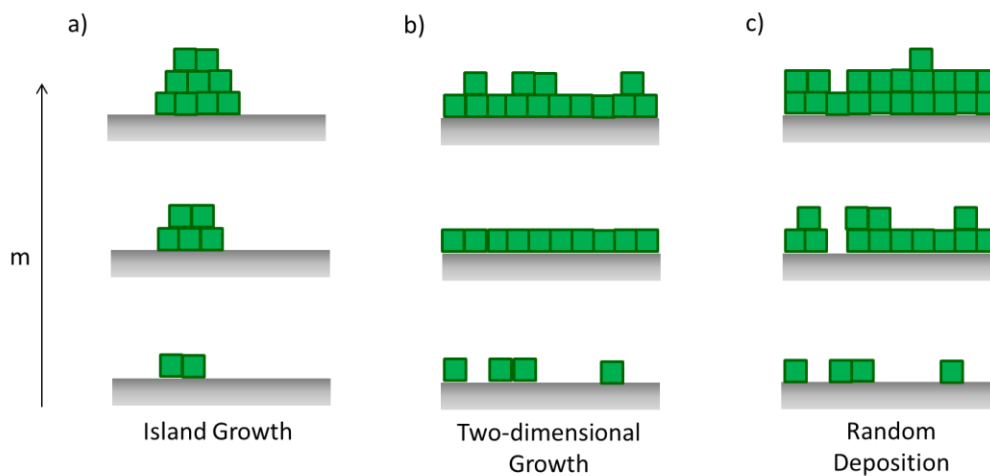 a)
b)
c)
m
Island Growth
Two-dimensional
Growth
Random
Deposition